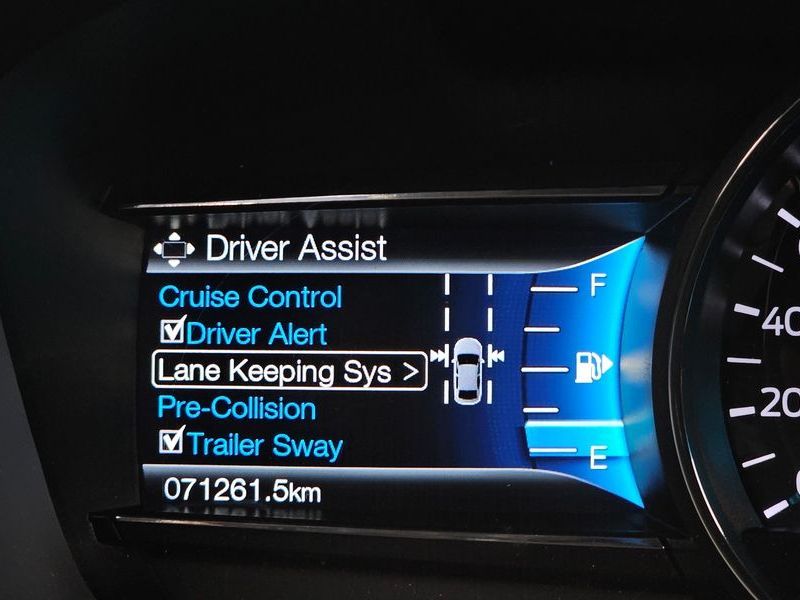 Driver Assist
Cruise Control
Driver Alert
Lane Keeping Sys >
Pre-Collision
Trailer Sway
071261.5km
F
E
40
20